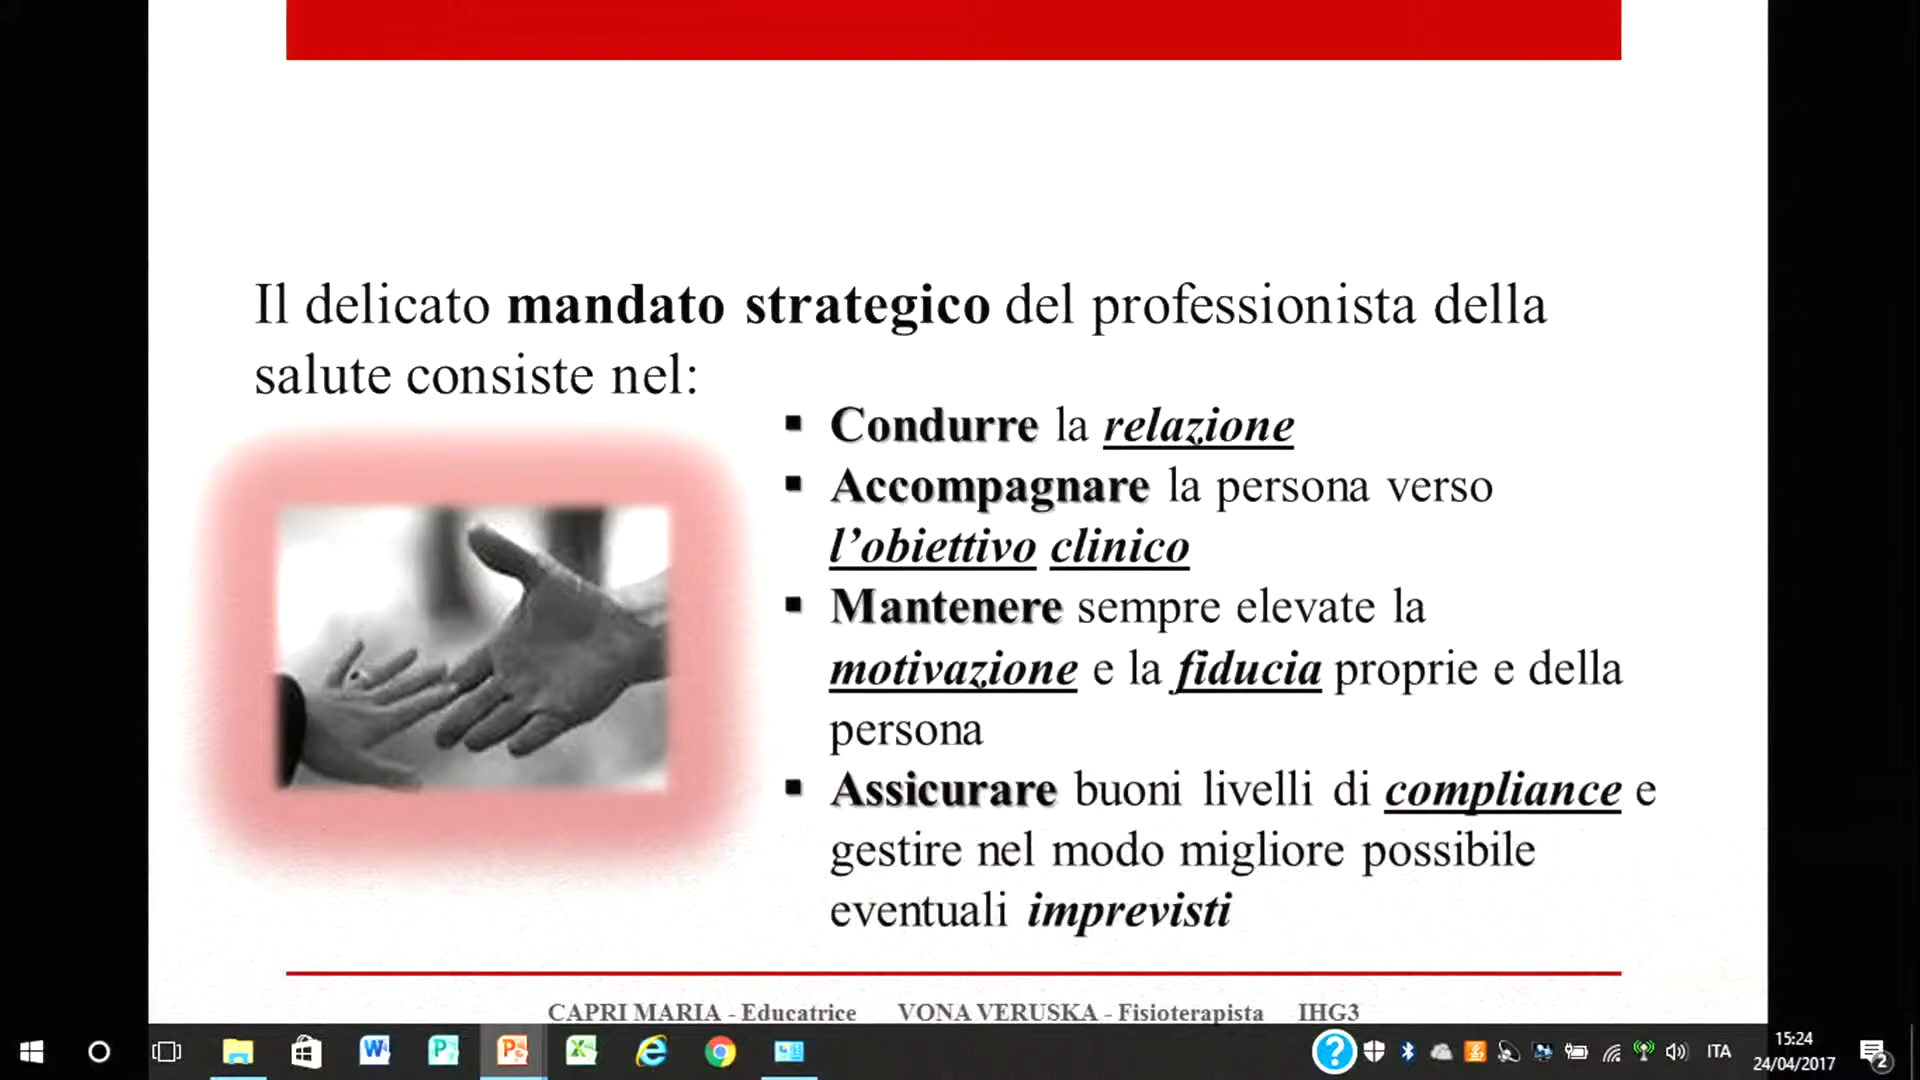 Il delicato mandato strategico del professionista della
salute consiste nel:
▪ Condurre la relazione
▪ Accompagnare la persona verso
l’obiettivo clinico
▪ Mantenere sempre elevate la
motivazione e la fiducia proprie e della
persona
▪ Assicurare buoni livelli di compliance e
gestire nel modo migliore possibile
eventuali imprevisti
CAPRI MARIA - Educatrice VONA VERUSKA - Fisioterapista IHG3
ITA
15:24
24/04/2017
2